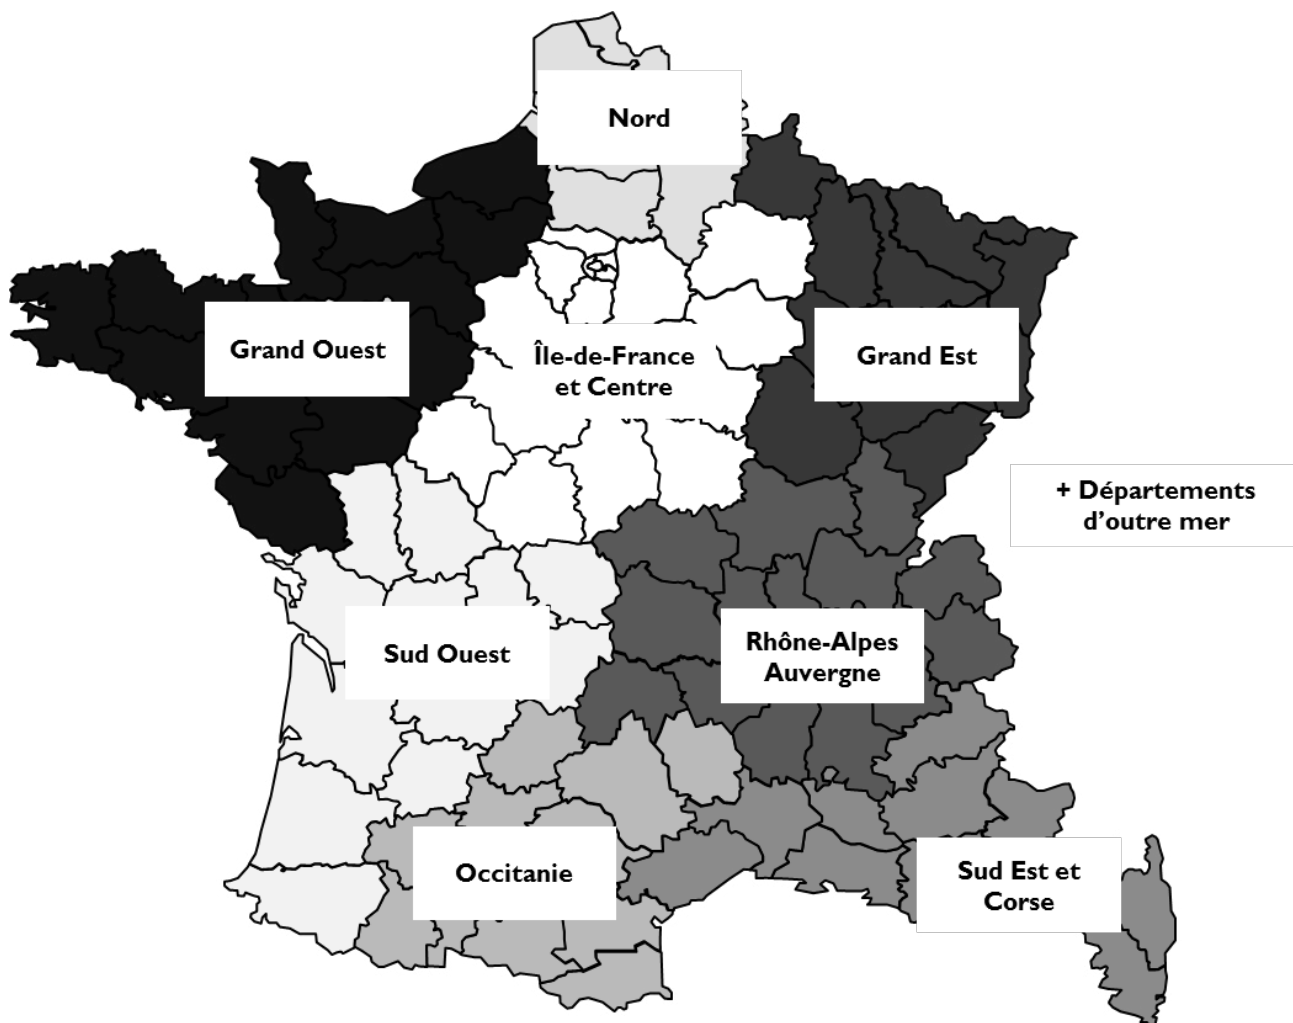 Nord
Grand Ouest
Île-de-France
et Centre
Grand Est
+ Départements
d'outre mer
Sud Ouest
Rhône-Alpes
Auvergne
Occitanie
Sud Est et
Corse